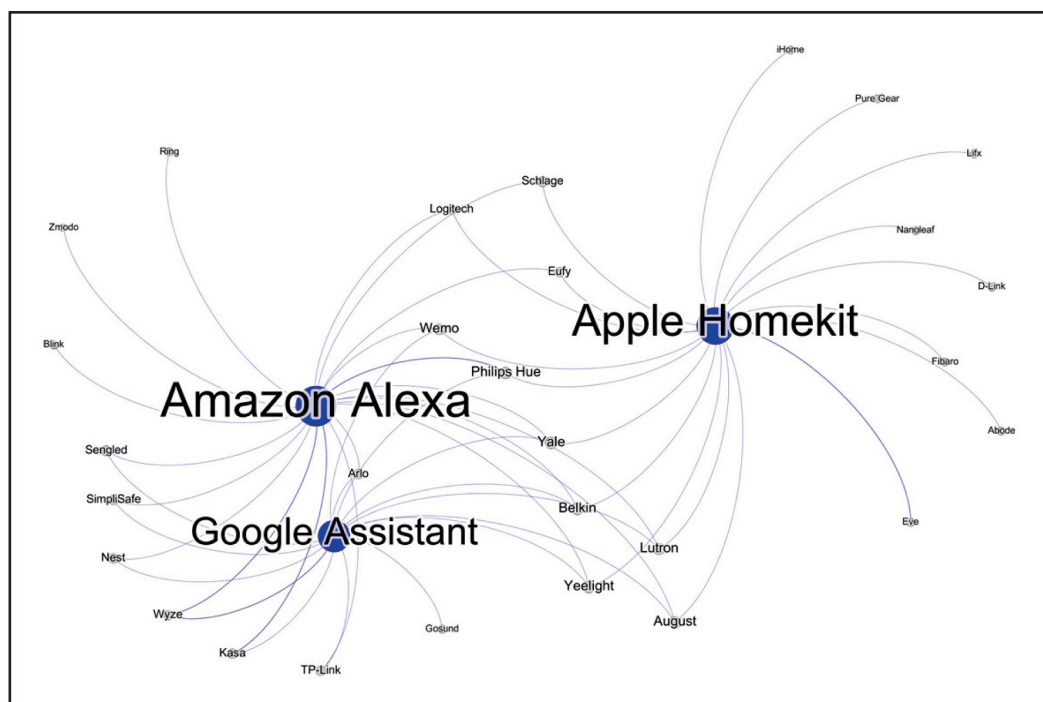 iHome
Pure Gear
Ring
Lifx
Schlage
Logitech
Zmodo
Nanoleaf
Eufy
D-Link
Apple Homekit
Wemo
Blink
Fibaro
Philips Hue
Amazon Alexa
Abode
Yale
Sengled
Arlo
SimpliSafe
Belkin
Eve
Google Assistant
Lutron
Nest
Yeelight
Wyze
August
Gosund
Kasa
TP-Link